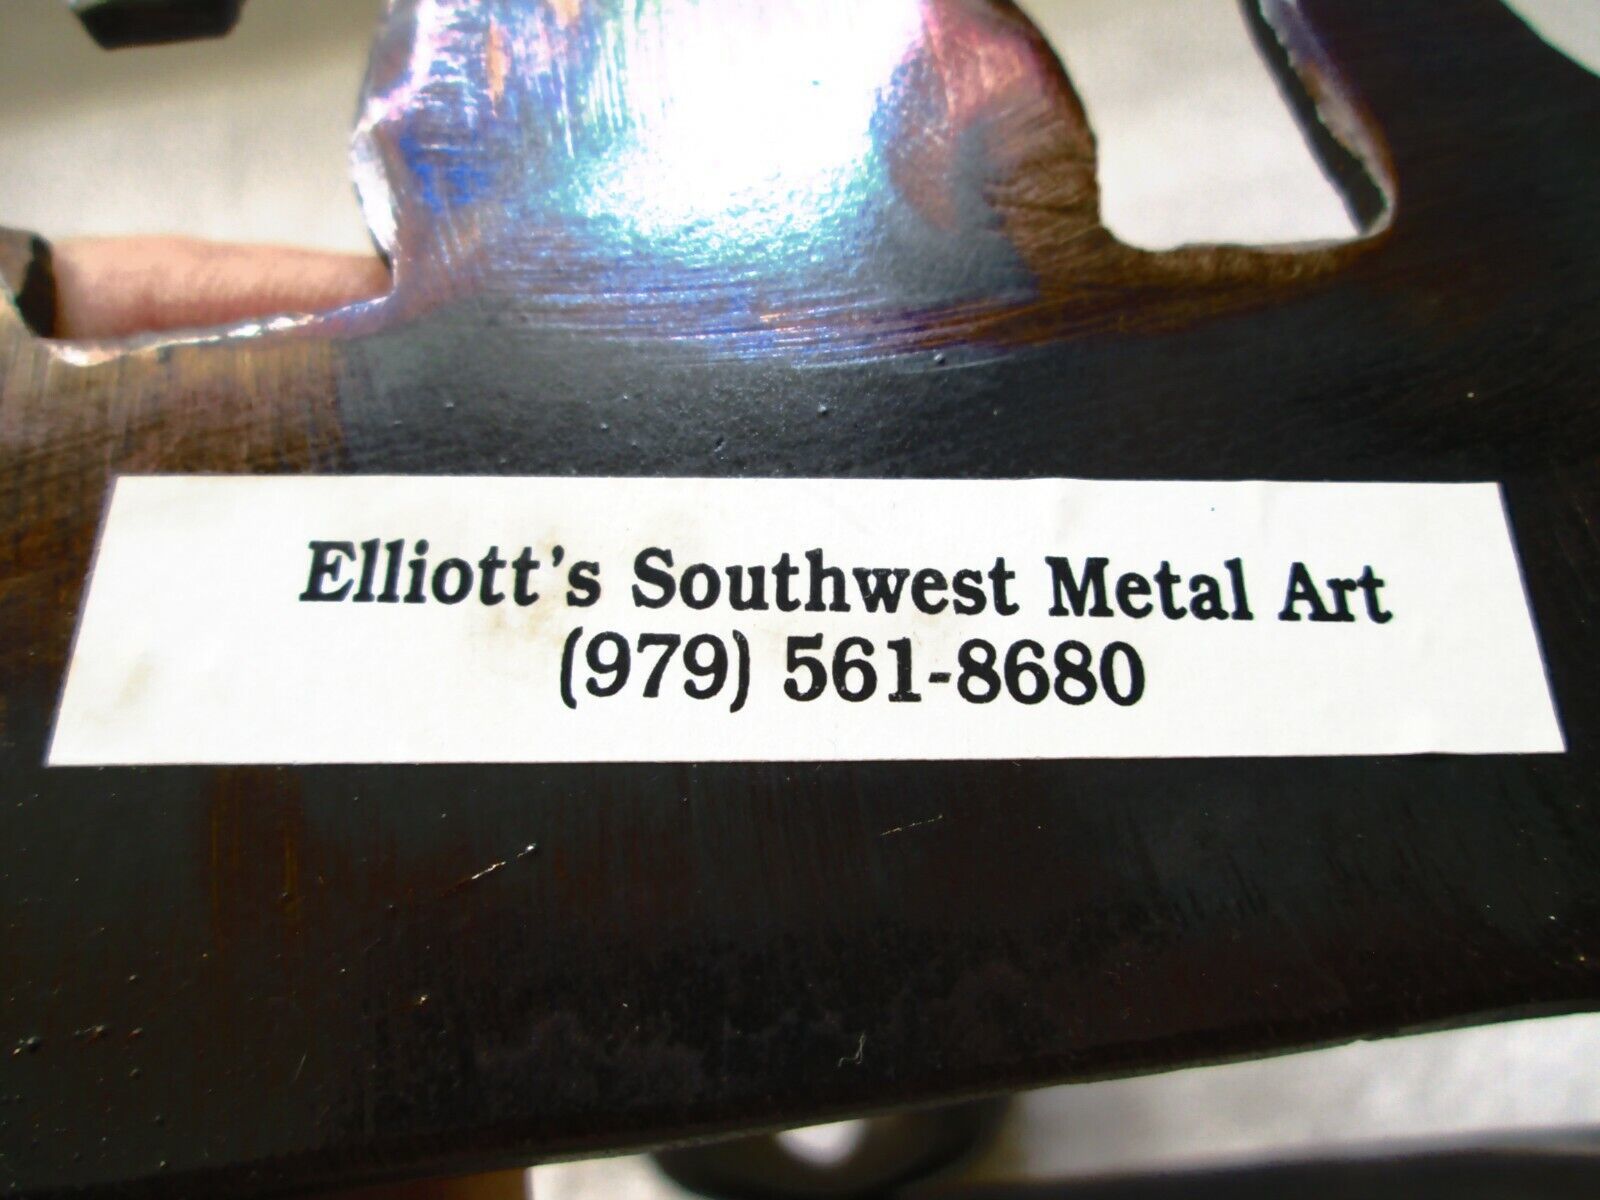 Elliott's Southwest Metal Art
(979) 561-8680